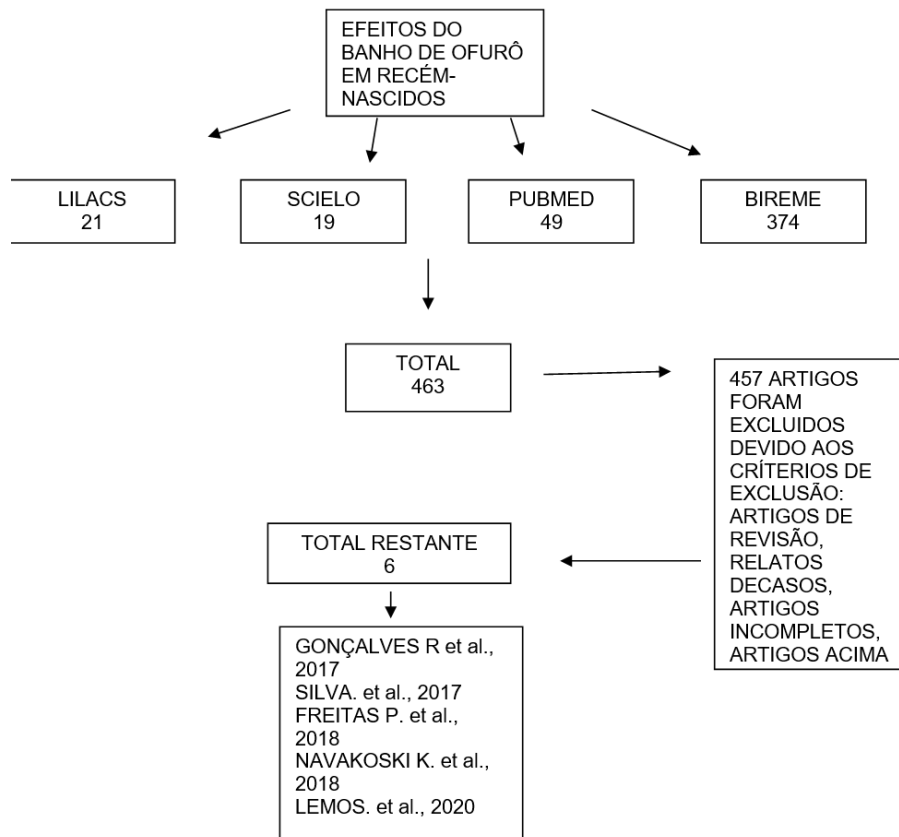 EFEITOS DO
BANHO DE OFURÔ
EM RECÉM-
NASCIDOS
LILACS
21
SCIELO
19
PUBMED
49
BIREME
374
TOTAL
463
457 ARTIGOS
FORAM
EXCLUIDOS
DEVIDO AOS
CRÍTERIOS DE
EXCLUSÃO:
ARTIGOS DE
REVISÃO,
RELATOS
DECASOS,
ARTIGOS
INCOMPLETOS,
ARTIGOS ACIMA
TOTAL RESTANTE
6
GONÇALVES R et al.,
2017
SILVA. et al., 2017
FREITAS P. et al.,
2018
NAVAKOSKI K. et al.,
2018
LEMOS. et al., 2020